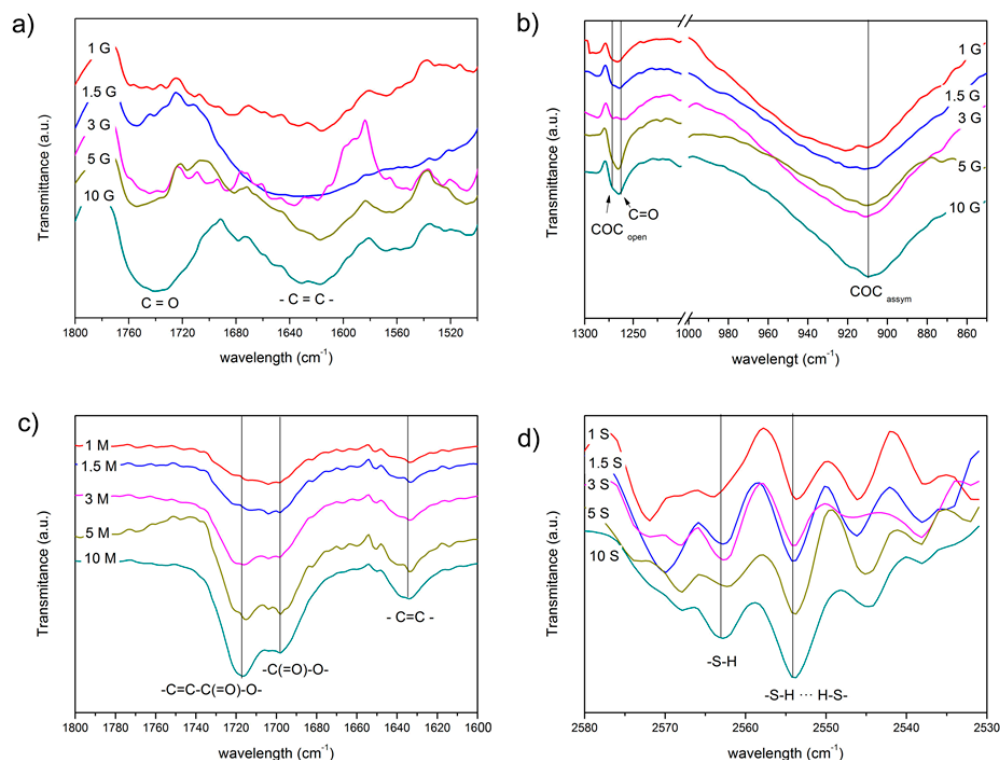 a)
Transmittance (a.u.)
1 G
1.5 G
3 G
5 G
10 G
C = O
- C = C -
1800 1760 1720 1680 1640 1600 1560 1520
wavelength (cm⁻¹)
b)
Transmittance (a.u.)
1 G
1.5 G
3 G
5 G
10 G
C=O
COC open
COC assym
1300 1250 1000 980 960 940 920 900 880 860
wavelengt (cm⁻¹)
c)
Transmittance (a.u.)
1 M
1.5 M
3 M
5 M
10 M
- C=C -
-C(=O)-O-
-C=C-C(=O)-O-
1800 1780 1760 1740 1720 1700 1680 1660 1640 1620 1600
wavelength (cm⁻¹)
d)
Transmittance (a.u.)
1 S
1.5 S
3 S
5 S
10 S
-S-H
-S-H ··· H-S-
2580 2570 2560 2550 2540 2530
wavelength (cm⁻¹)